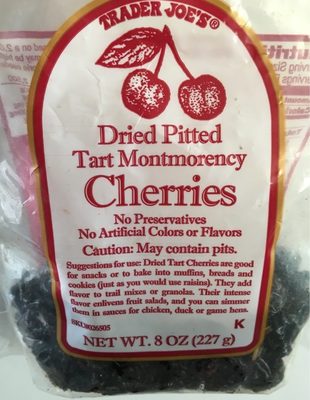 TRADER JOE'S®
Dried Pitted
Tart Montmorency
Cherries
No Preservatives
No Artificial Colors or Flavors
Caution: May contain pits.
Suggestions for use: Dried Tart Cherries are good
for snacks or to bake into muffins, breads and
cookies (just as you would use raisins). They add
flavor to trail mixes or granolas. Their intense
flavor enlivens fruit salads, and you can simmer
them in sauces for chicken, duck or game hens.
SKU#06505 K
NET WT. 8 OZ (227 g)